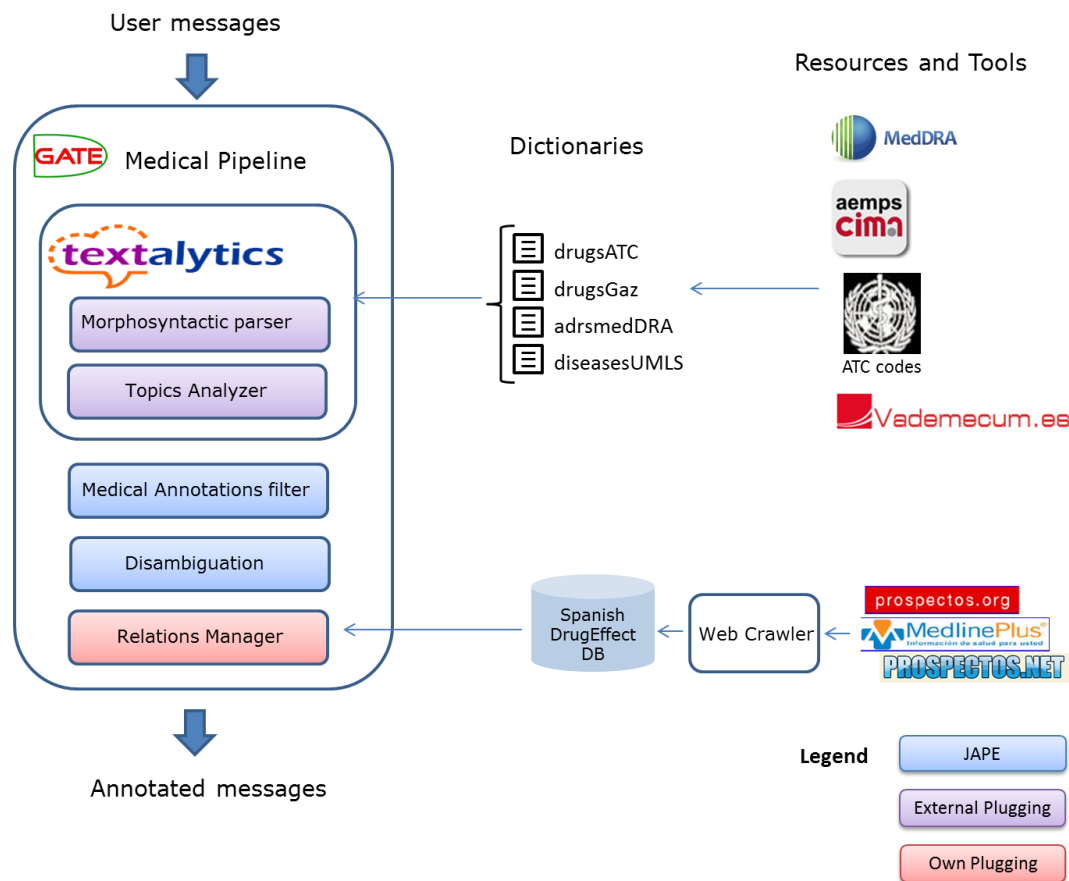 User messages
Resources and Tools
GATE
Medical Pipeline
Dictionaries
MedDRA
aemps
cima
textalytics
drugsATC
drugsGaz
adrsmedDRA
diseasesUMLS
Morphosyntactic parser
Topics Analyzer
ATC codes
Vademecum.es
Medical Annotations filter
Disambiguation
Relations Manager
Spanish
DrugEffect
DB
Web Crawler
prospectos.org
MedlinePlus®
Información de salud para usted
PROSPECTOS.NET
Annotated messages
Legend
JAPE
External Plugging
Own Plugging